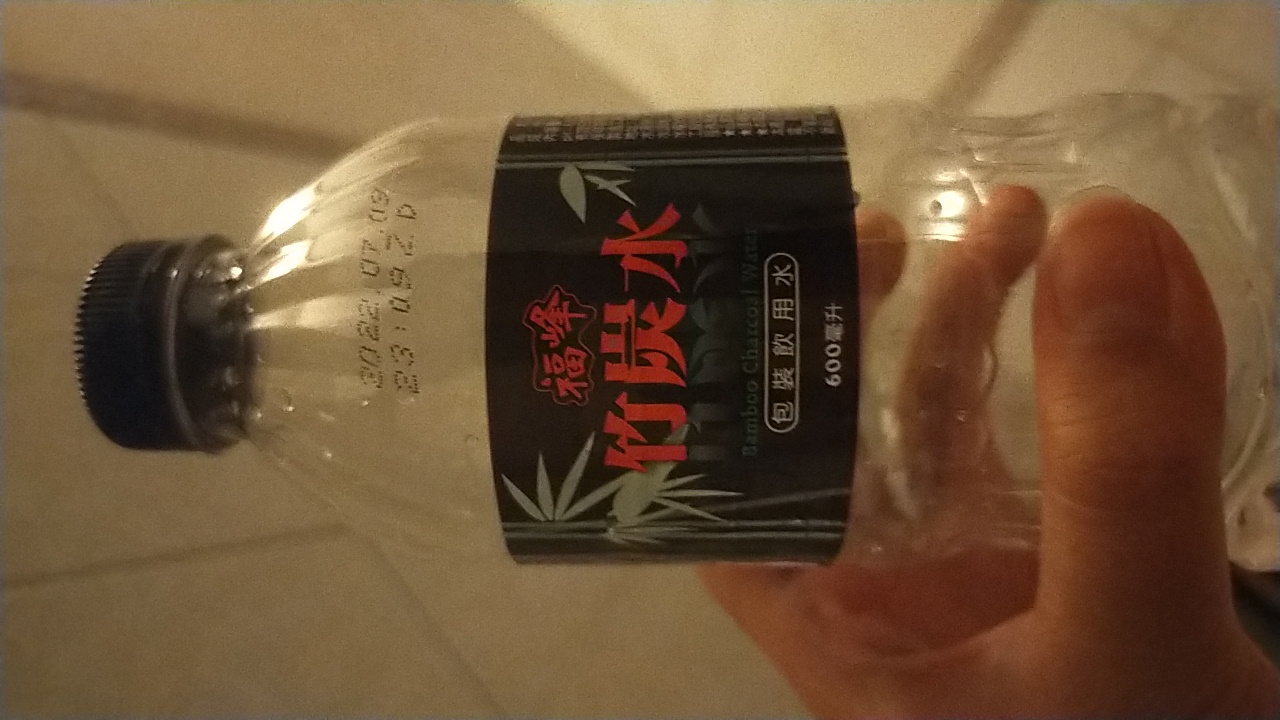 2022.07.09
23:09 Z D
福峰
竹炭水
Bamboo Charcoal Water
包裝飲用水
600毫升